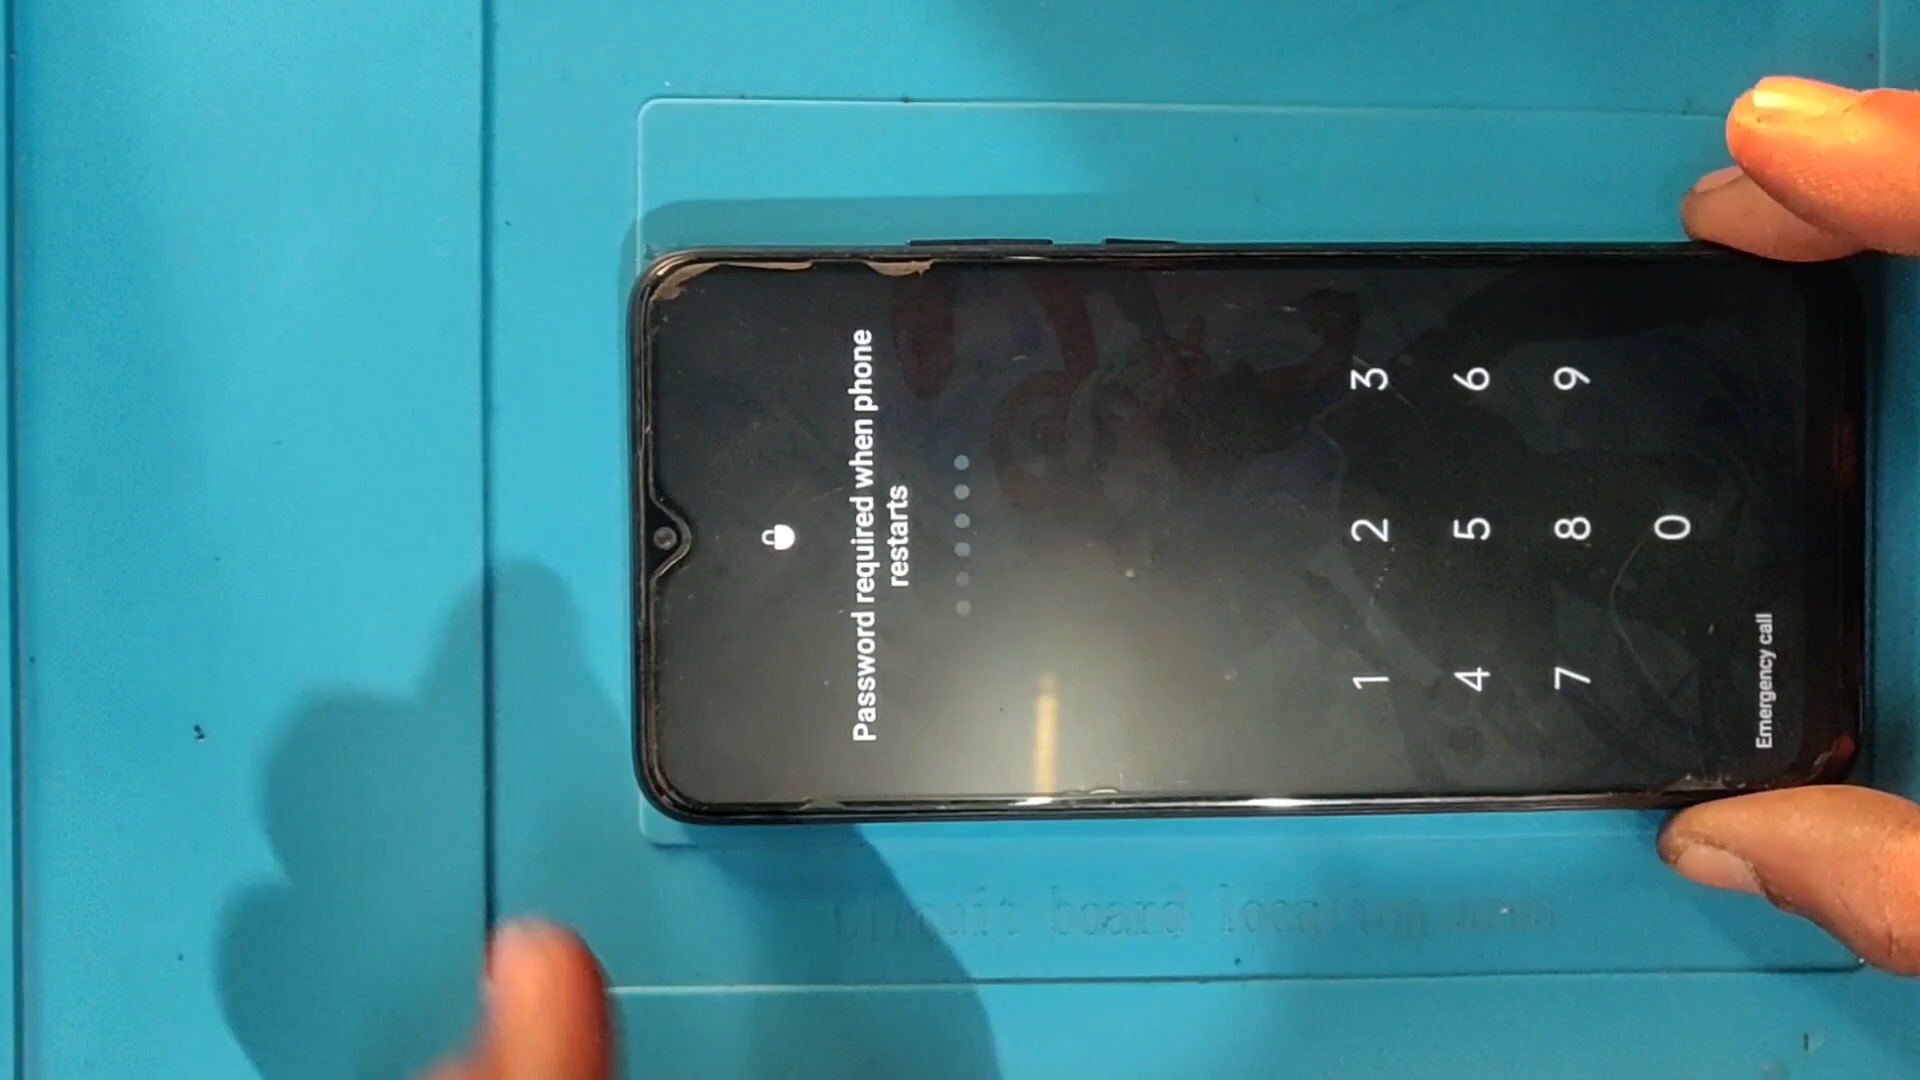 Password required when phone
restarts
1 2 3
4 5 6
7 8 9
0
Emergency call
Circuit board location area